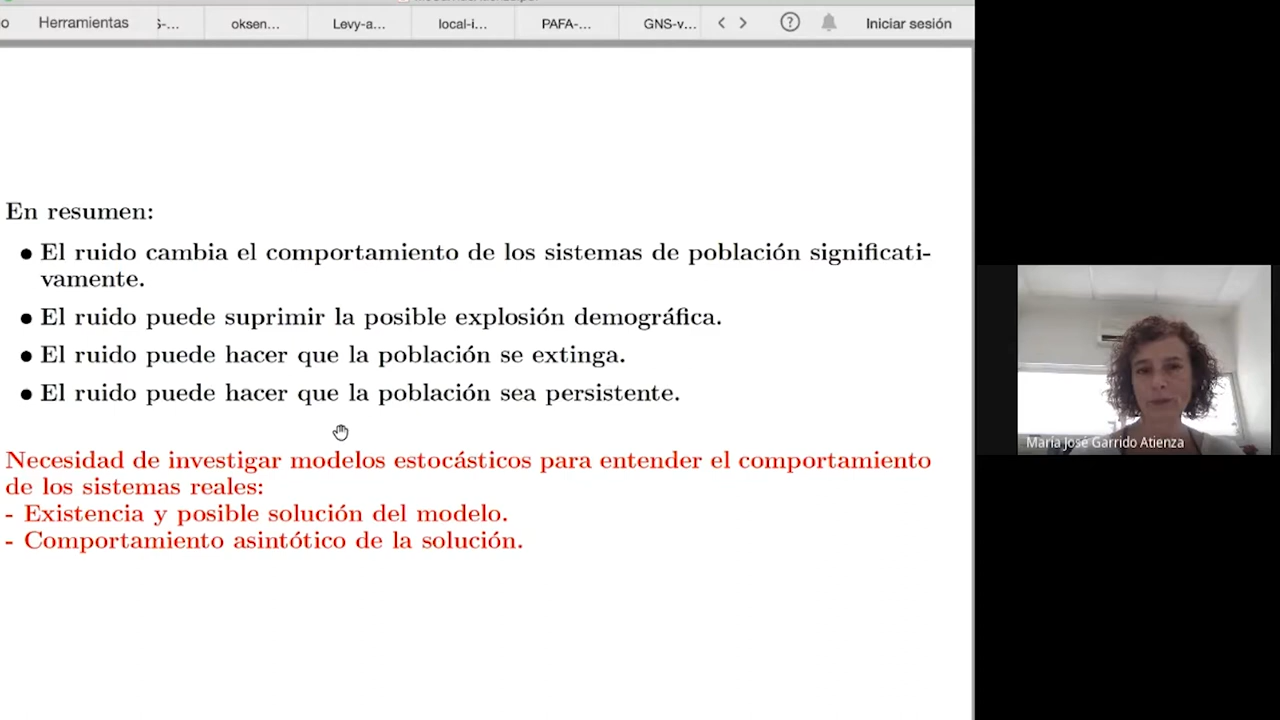 Herramientas
oksen...
Levy-a...
local-i...
PAFA-...
GNS-v...
Iniciar sesión
En resumen:
● El ruido cambia el comportamiento de los sistemas de población significati-
vamente.
● El ruido puede suprimir la posible explosión demográfica.
● El ruido puede hacer que la población se extinga.
● El ruido puede hacer que la población sea persistente.
Necesidad de investigar modelos estocásticos para entender el comportamiento
de los sistemas reales:
- Existencia y posible solución del modelo.
- Comportamiento asintótico de la solución.
María José Garrido Atienza